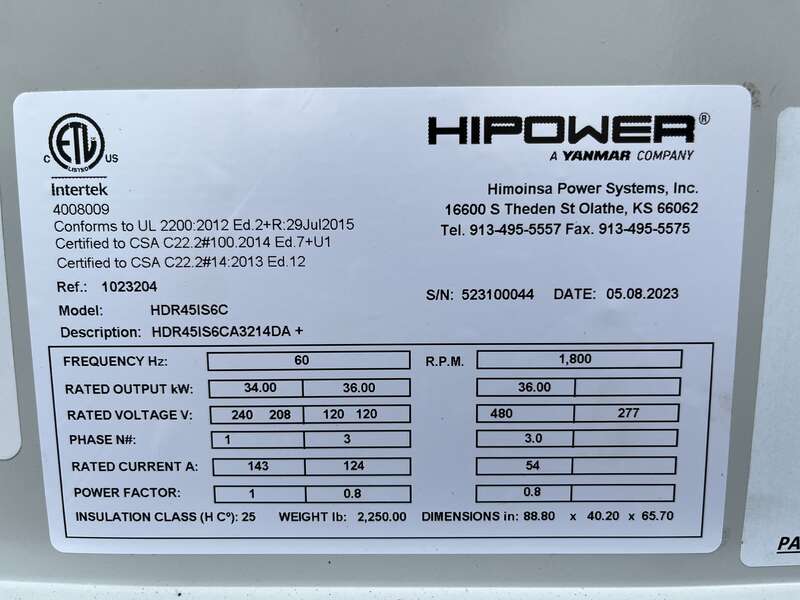 ETL
LISTED
C US
Intertek
4008009
Conforms to UL 2200:2012 Ed.2+R:29Jul2015
Certified to CSA C22.2#100.2014 Ed.7+U1
Certified to CSA C22.2#14:2013 Ed.12
HIPOWER®
A YANMAR COMPANY
Himoinsa Power Systems, Inc.
16600 S Theden St Olathe, KS 66062
Tel. 913-495-5557 Fax. 913-495-5575
Ref.: 1023204
S/N: 523100044 DATE: 05.08.2023
Model: HDR45IS6C
Description: HDR45IS6CA3214DA +
FREQUENCY Hz: 60 R.P.M. 1,800
RATED OUTPUT kW: 34.00 36.00 36.00
RATED VOLTAGE V: 240 208 120 120 480 277
PHASE N#: 1 3 3.0
RATED CURRENT A: 143 124 54
POWER FACTOR: 1 0.8 0.8
INSULATION CLASS (H Cº): 25 WEIGHT lb: 2,250.00 DIMENSIONS in: 88.80 x 40.20 x 65.70
PA